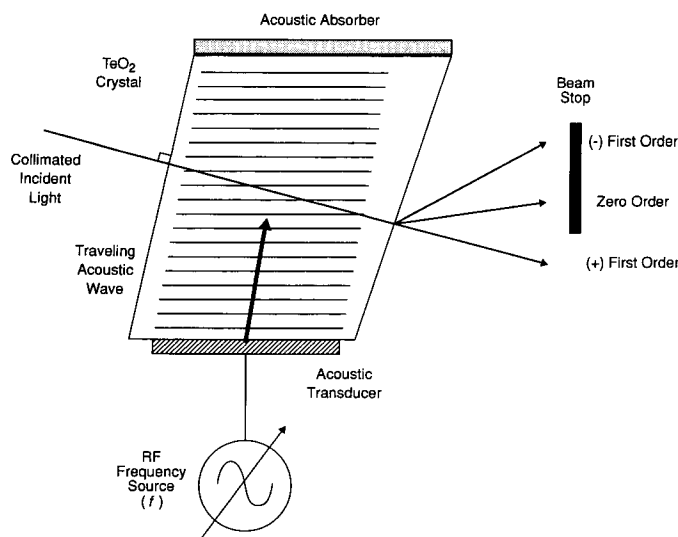 Acoustic Absorber
TeO2
Crystal
Beam
Stop
(-) First Order
Collimated
Incident
Light
Zero Order
Traveling
Acoustic
Wave
(+) First Order
Acoustic
Transducer
RF
Frequency
Source
(f)